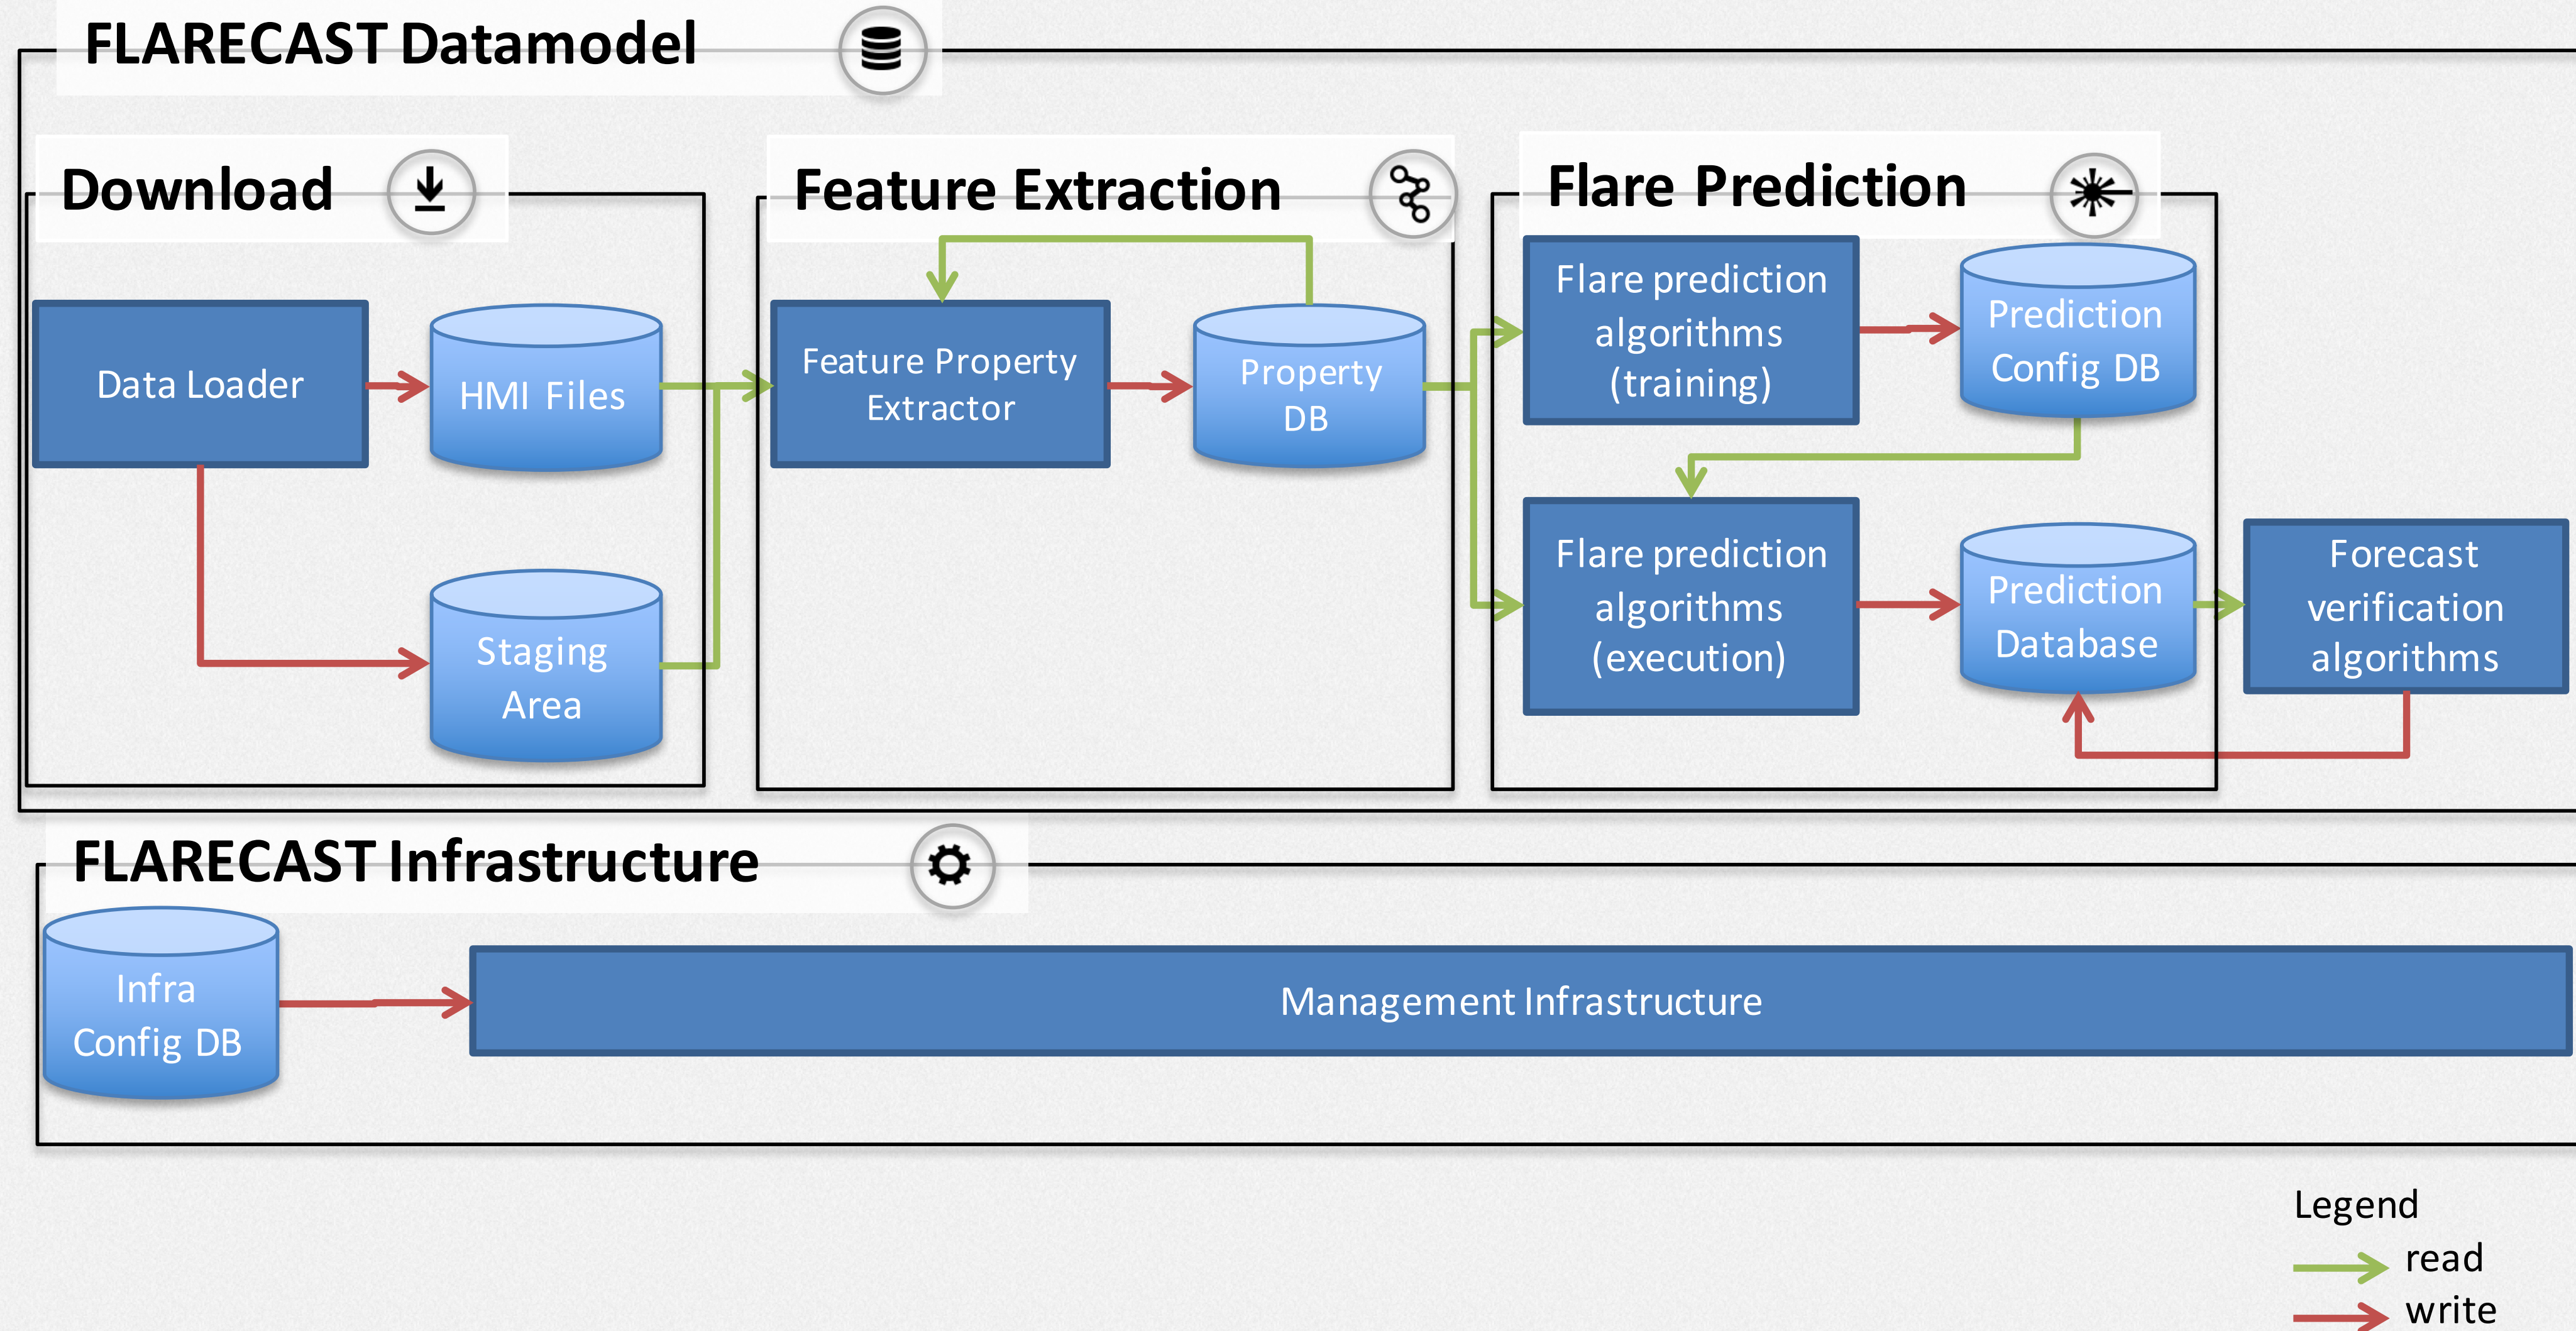 FLARECAST Datamodel
Download
Feature Extraction
Flare Prediction
Data Loader
HMI Files
Staging
Area
Feature Property
Extractor
Property
DB
Flare prediction
algorithms
(training)
Prediction
Config DB
Flare prediction
algorithms
(execution)
Prediction
Database
Forecast
verification
algorithms
FLARECAST Infrastructure
Infra
Config DB
Management Infrastructure
Legend
read
write